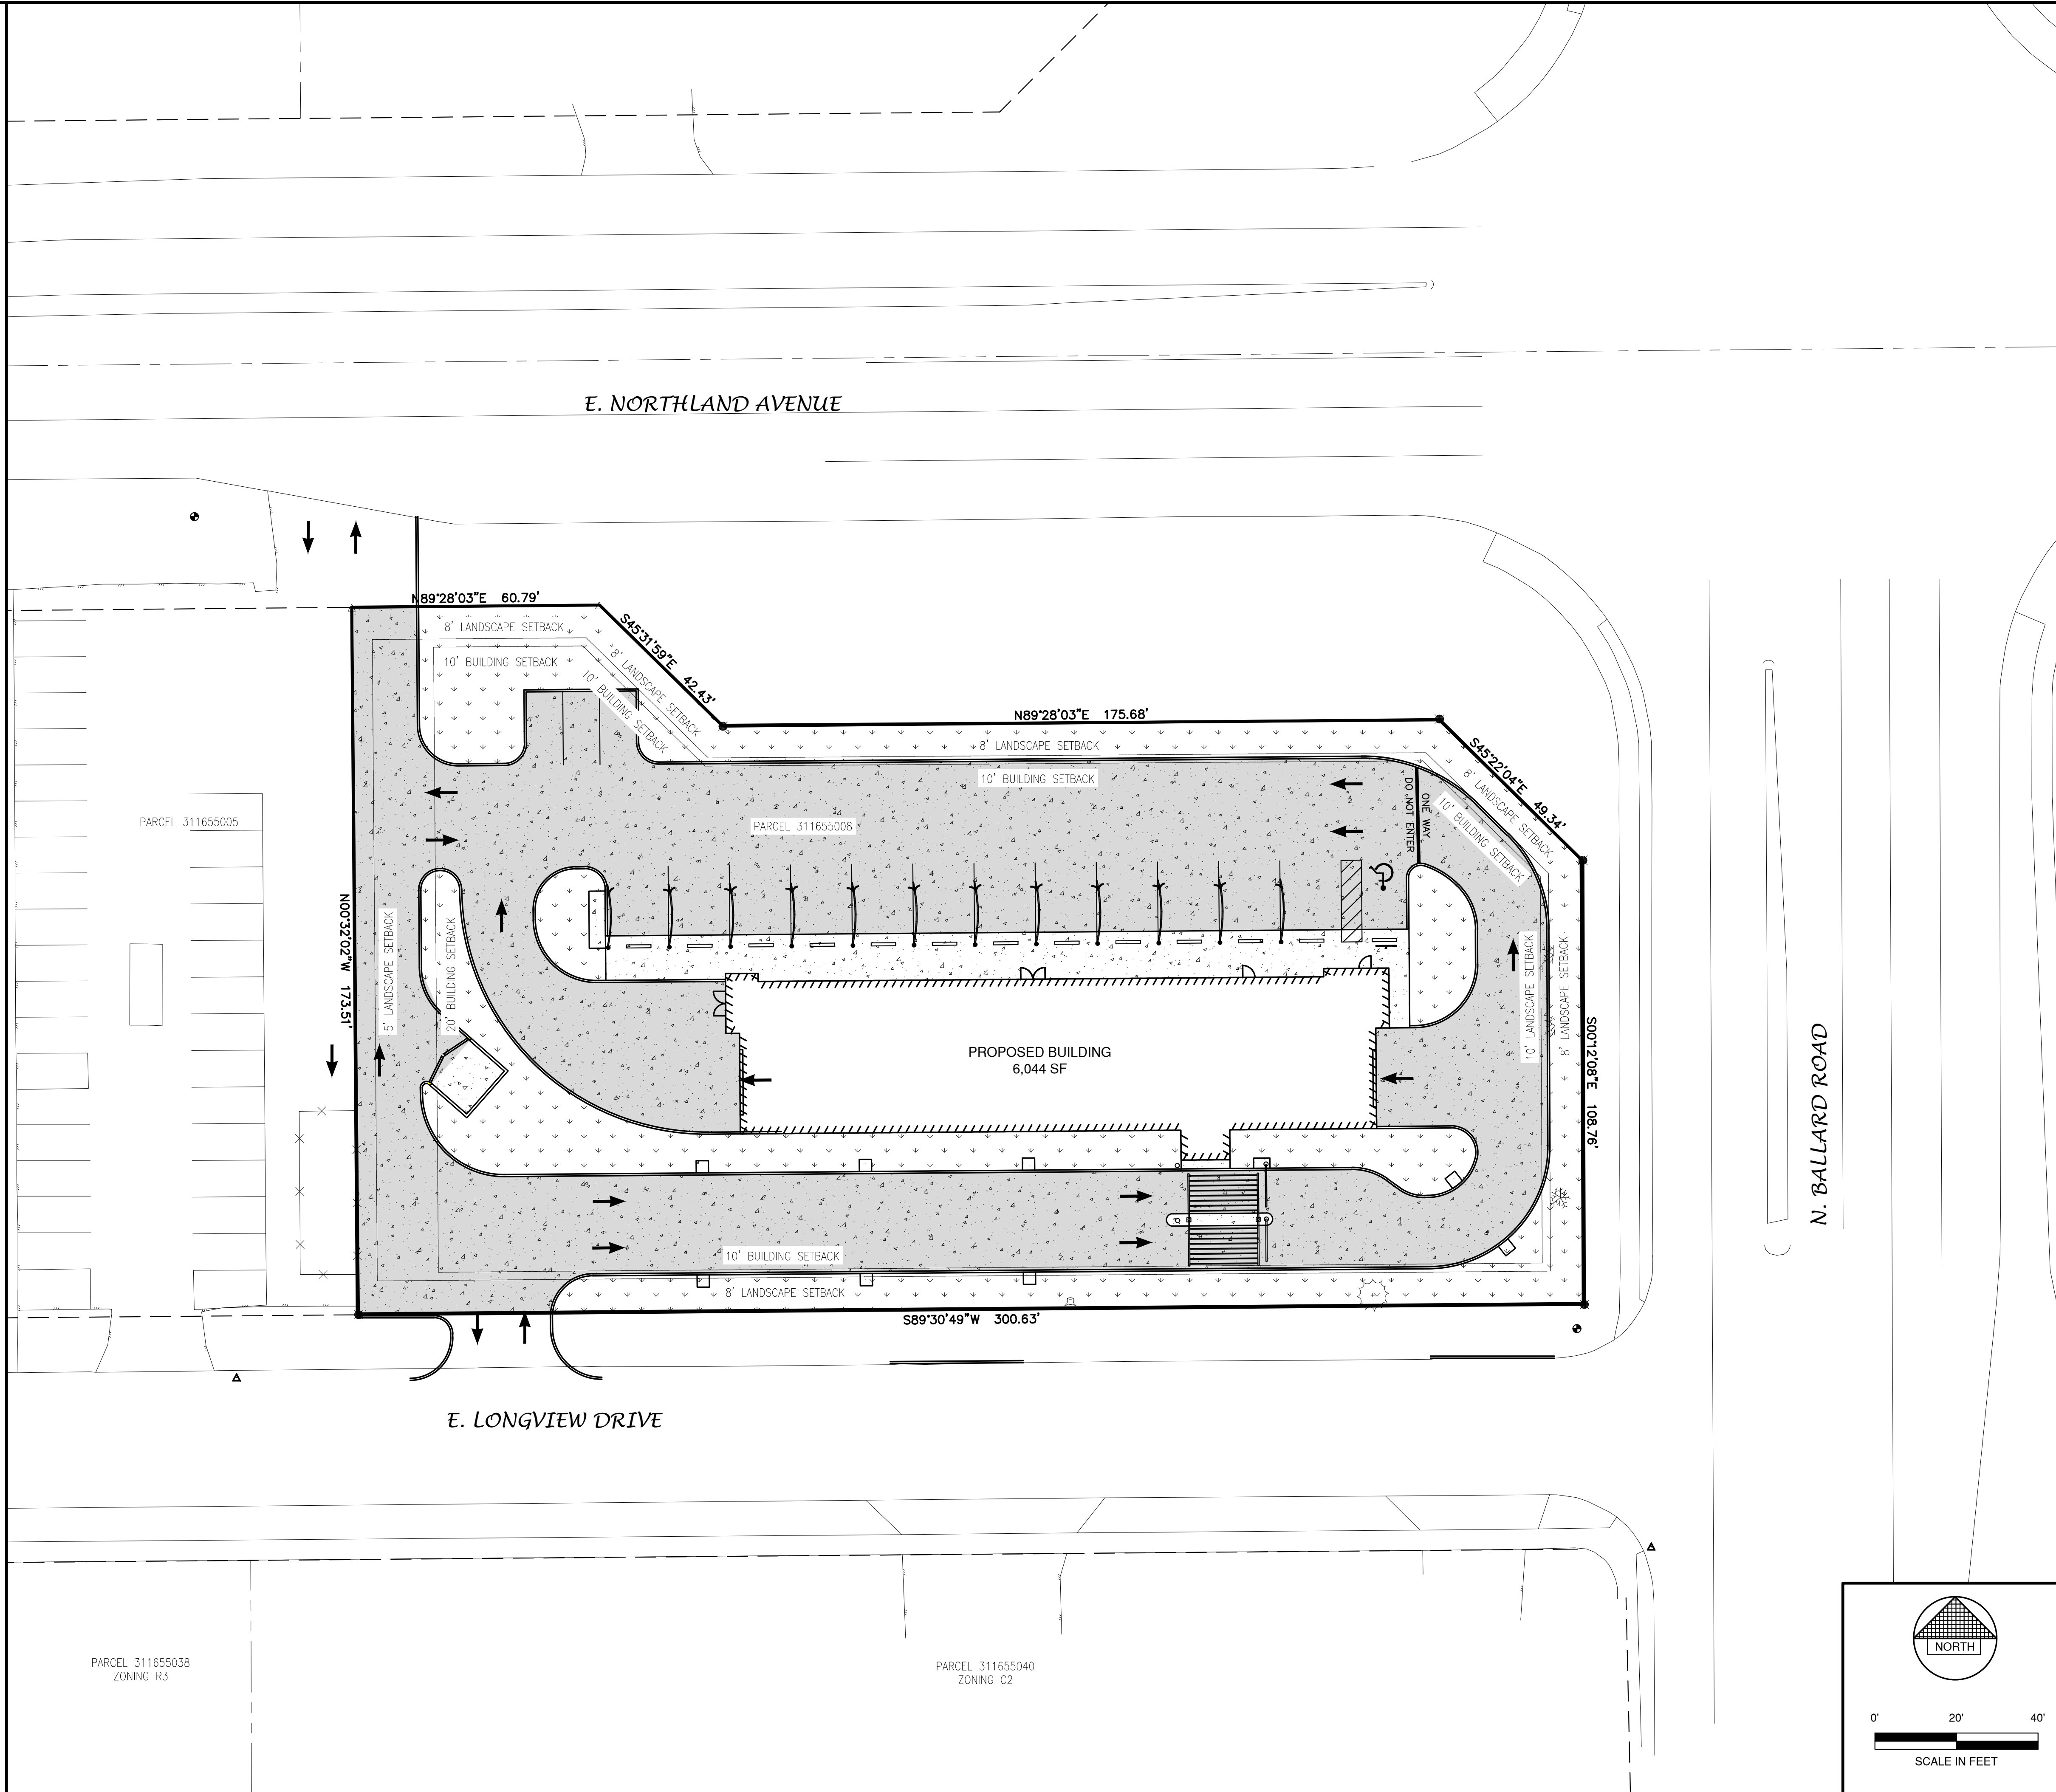 E. NORTHLAND AVENUE
N89°28'03"E 60.79'
8' LANDSCAPE SETBACK
10' BUILDING SETBACK
S45°31'59"E 42.43'
8' LANDSCAPE SETBACK
10' BUILDING SETBACK
N89°28'03"E 175.68'
8' LANDSCAPE SETBACK
10' BUILDING SETBACK
S45°22'04"E 49.34'
8' LANDSCAPE SETBACK
10' BUILDING SETBACK
ONE WAY
DO NOT ENTER
PARCEL 311655005
PARCEL 311655008
N00°32'02"W 173.51'
5' LANDSCAPE SETBACK
20' BUILDING SETBACK
10' LANDSCAPE SETBACK
8' LANDSCAPE SETBACK
S00°12'08"E 108.76'
PROPOSED BUILDING
6,044 SF
N. BALLARD ROAD
10' BUILDING SETBACK
8' LANDSCAPE SETBACK
S89°30'49"W 300.63'
E. LONGVIEW DRIVE
PARCEL 311655038
ZONING R3
PARCEL 311655040
ZONING C2
NORTH
0' 20' 40'
SCALE IN FEET